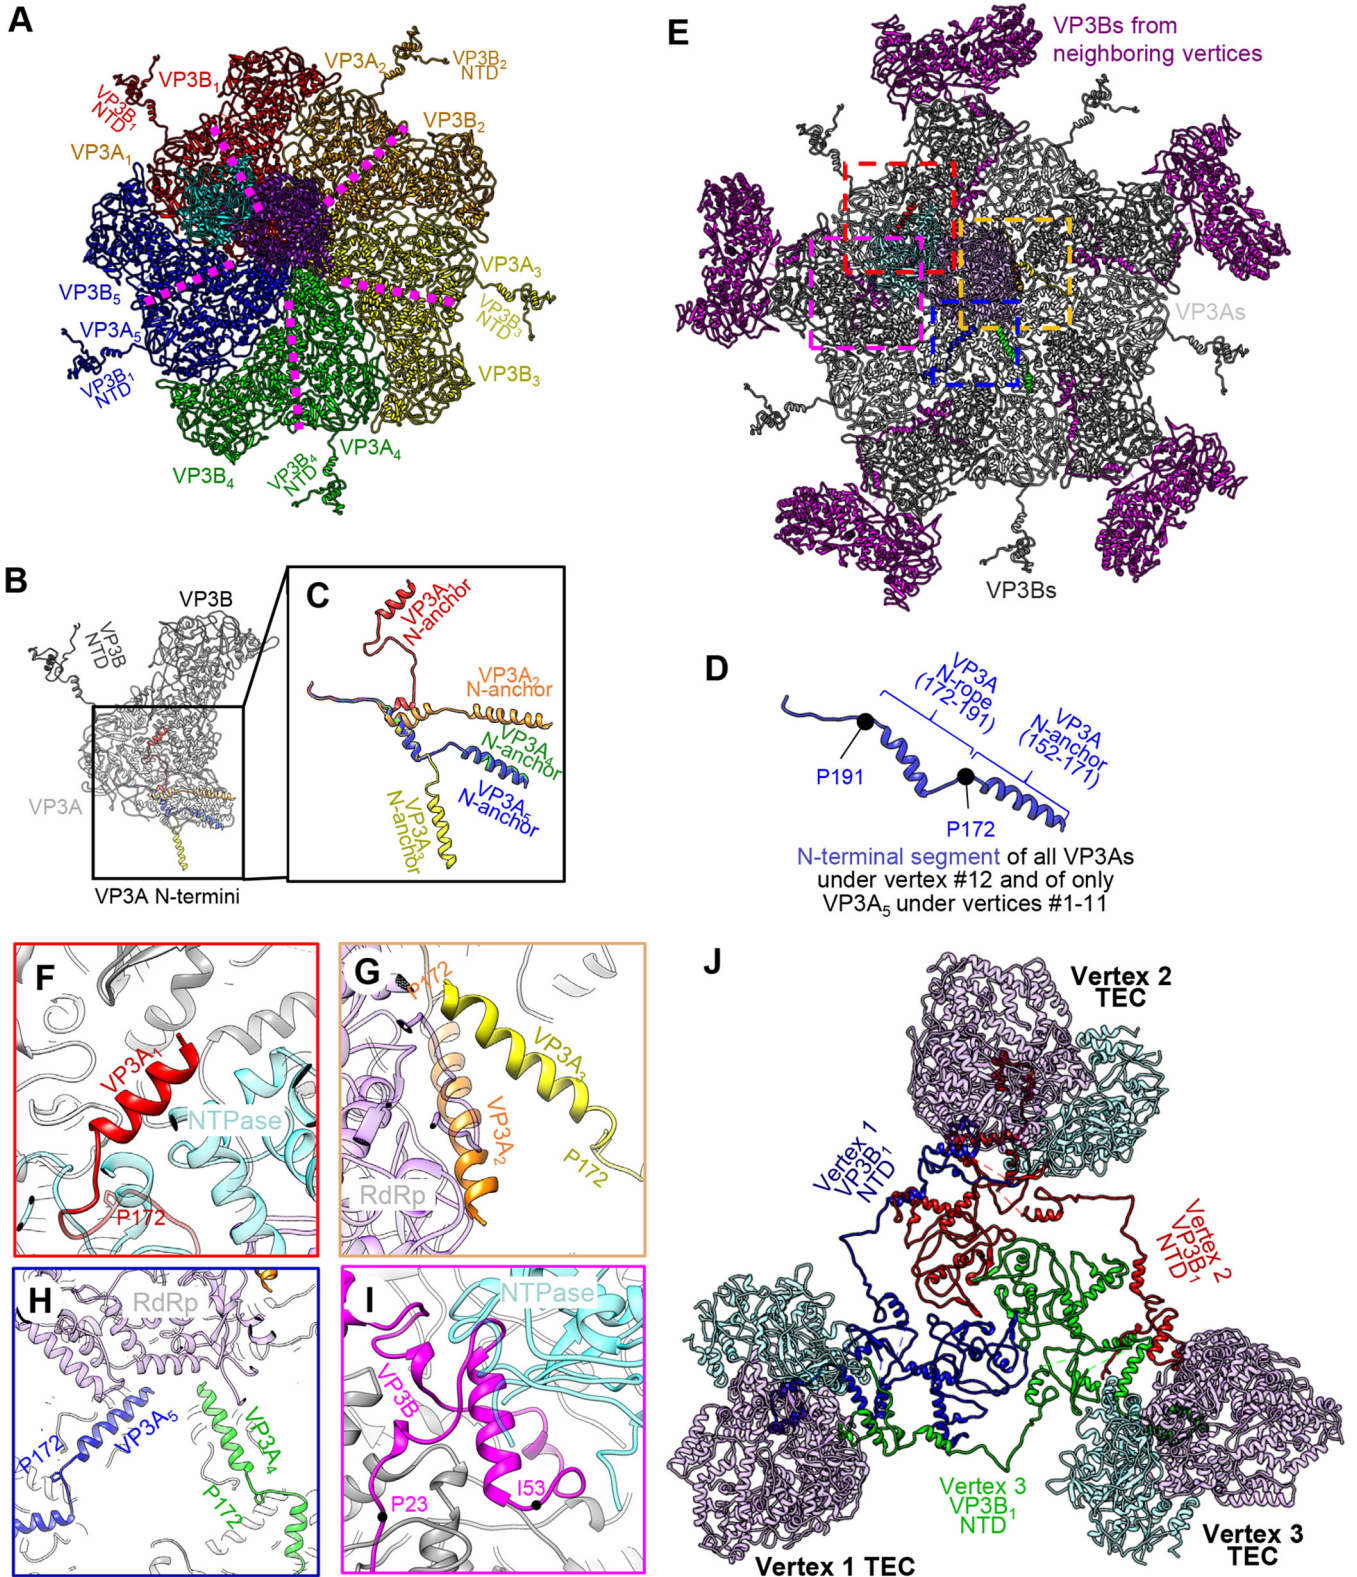 A
VP3B1
VP3A2
VP3B2
NTD
VP3B1
NTD
VP3A1
VP3B2
VP3A3
VP3B3
NTD
VP3B5
VP3A5
VP3B1
NTD
VP3B3
VP3B4
VP3B4
NTD
VP3A4
E
VP3Bs from
neighboring vertices
VP3As
VP3Bs
B
VP3B
VP3B
NTD
VP3A
VP3A N-termini
C
VP3A1
N-anchor
VP3A2
N-anchor
VP3A4
N-anchor
VP3A5
N-anchor
VP3A3
N-anchor
D
VP3A
N-rope
(172-191)
VP3A
N-anchor
(152-171)
P191
P172
N-terminal segment of all VP3As
under vertex #12 and of only
VP3A5 under vertices #1-11
F
VP3A1
NTPase
P172
G
P172
VP3A3
VP3A2
P172
RdRp
H
RdRp
P172
VP3A5
VP3A4
P172
I
NTPase
VP3B
P23
I53
J
Vertex 2
TEC
Vertex 1
VP3B1
NTD
Vertex 2
VP3B1
NTD
Vertex 3
VP3B1
NTD
Vertex 1 TEC
Vertex 3
TEC